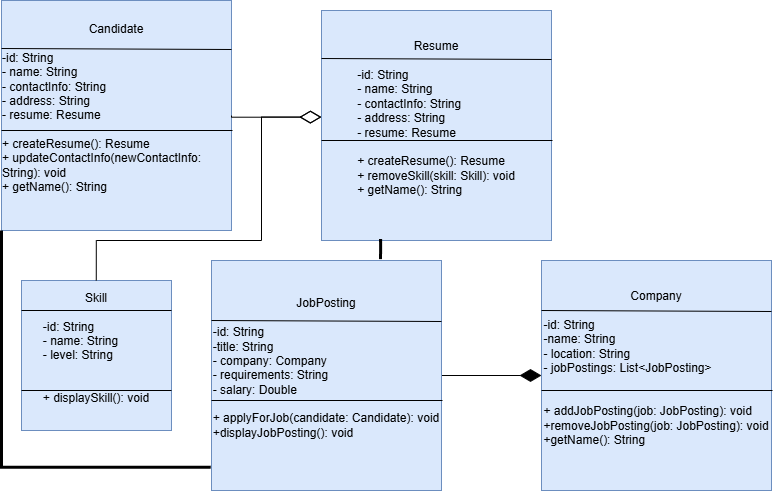 Candidate
-id: String
- name: String
- contactInfo: String
- address: String
- resume: Resume
+ createResume(): Resume
+ updateContactInfo(newContactInfo:
String): void
+ getName(): String
Resume
-id: String
- name: String
- contactInfo: String
- address: String
- resume: Resume
+ createResume(): Resume
+ removeSkill(skill: Skill): void
+ getName(): String
Skill
-id: String
- name: String
- level: String
+ displaySkill(): void
JobPosting
-id: String
-title: String
- company: Company
- requirements: String
- salary: Double
+ applyForJob(candidate: Candidate): void
+displayJobPosting(): void
Company
-id: String
-name: String
- location: String
- jobPostings: List<JobPosting>
+ addJobPosting(job: JobPosting): void
+removeJobPosting(job: JobPosting): void
+getName(): String